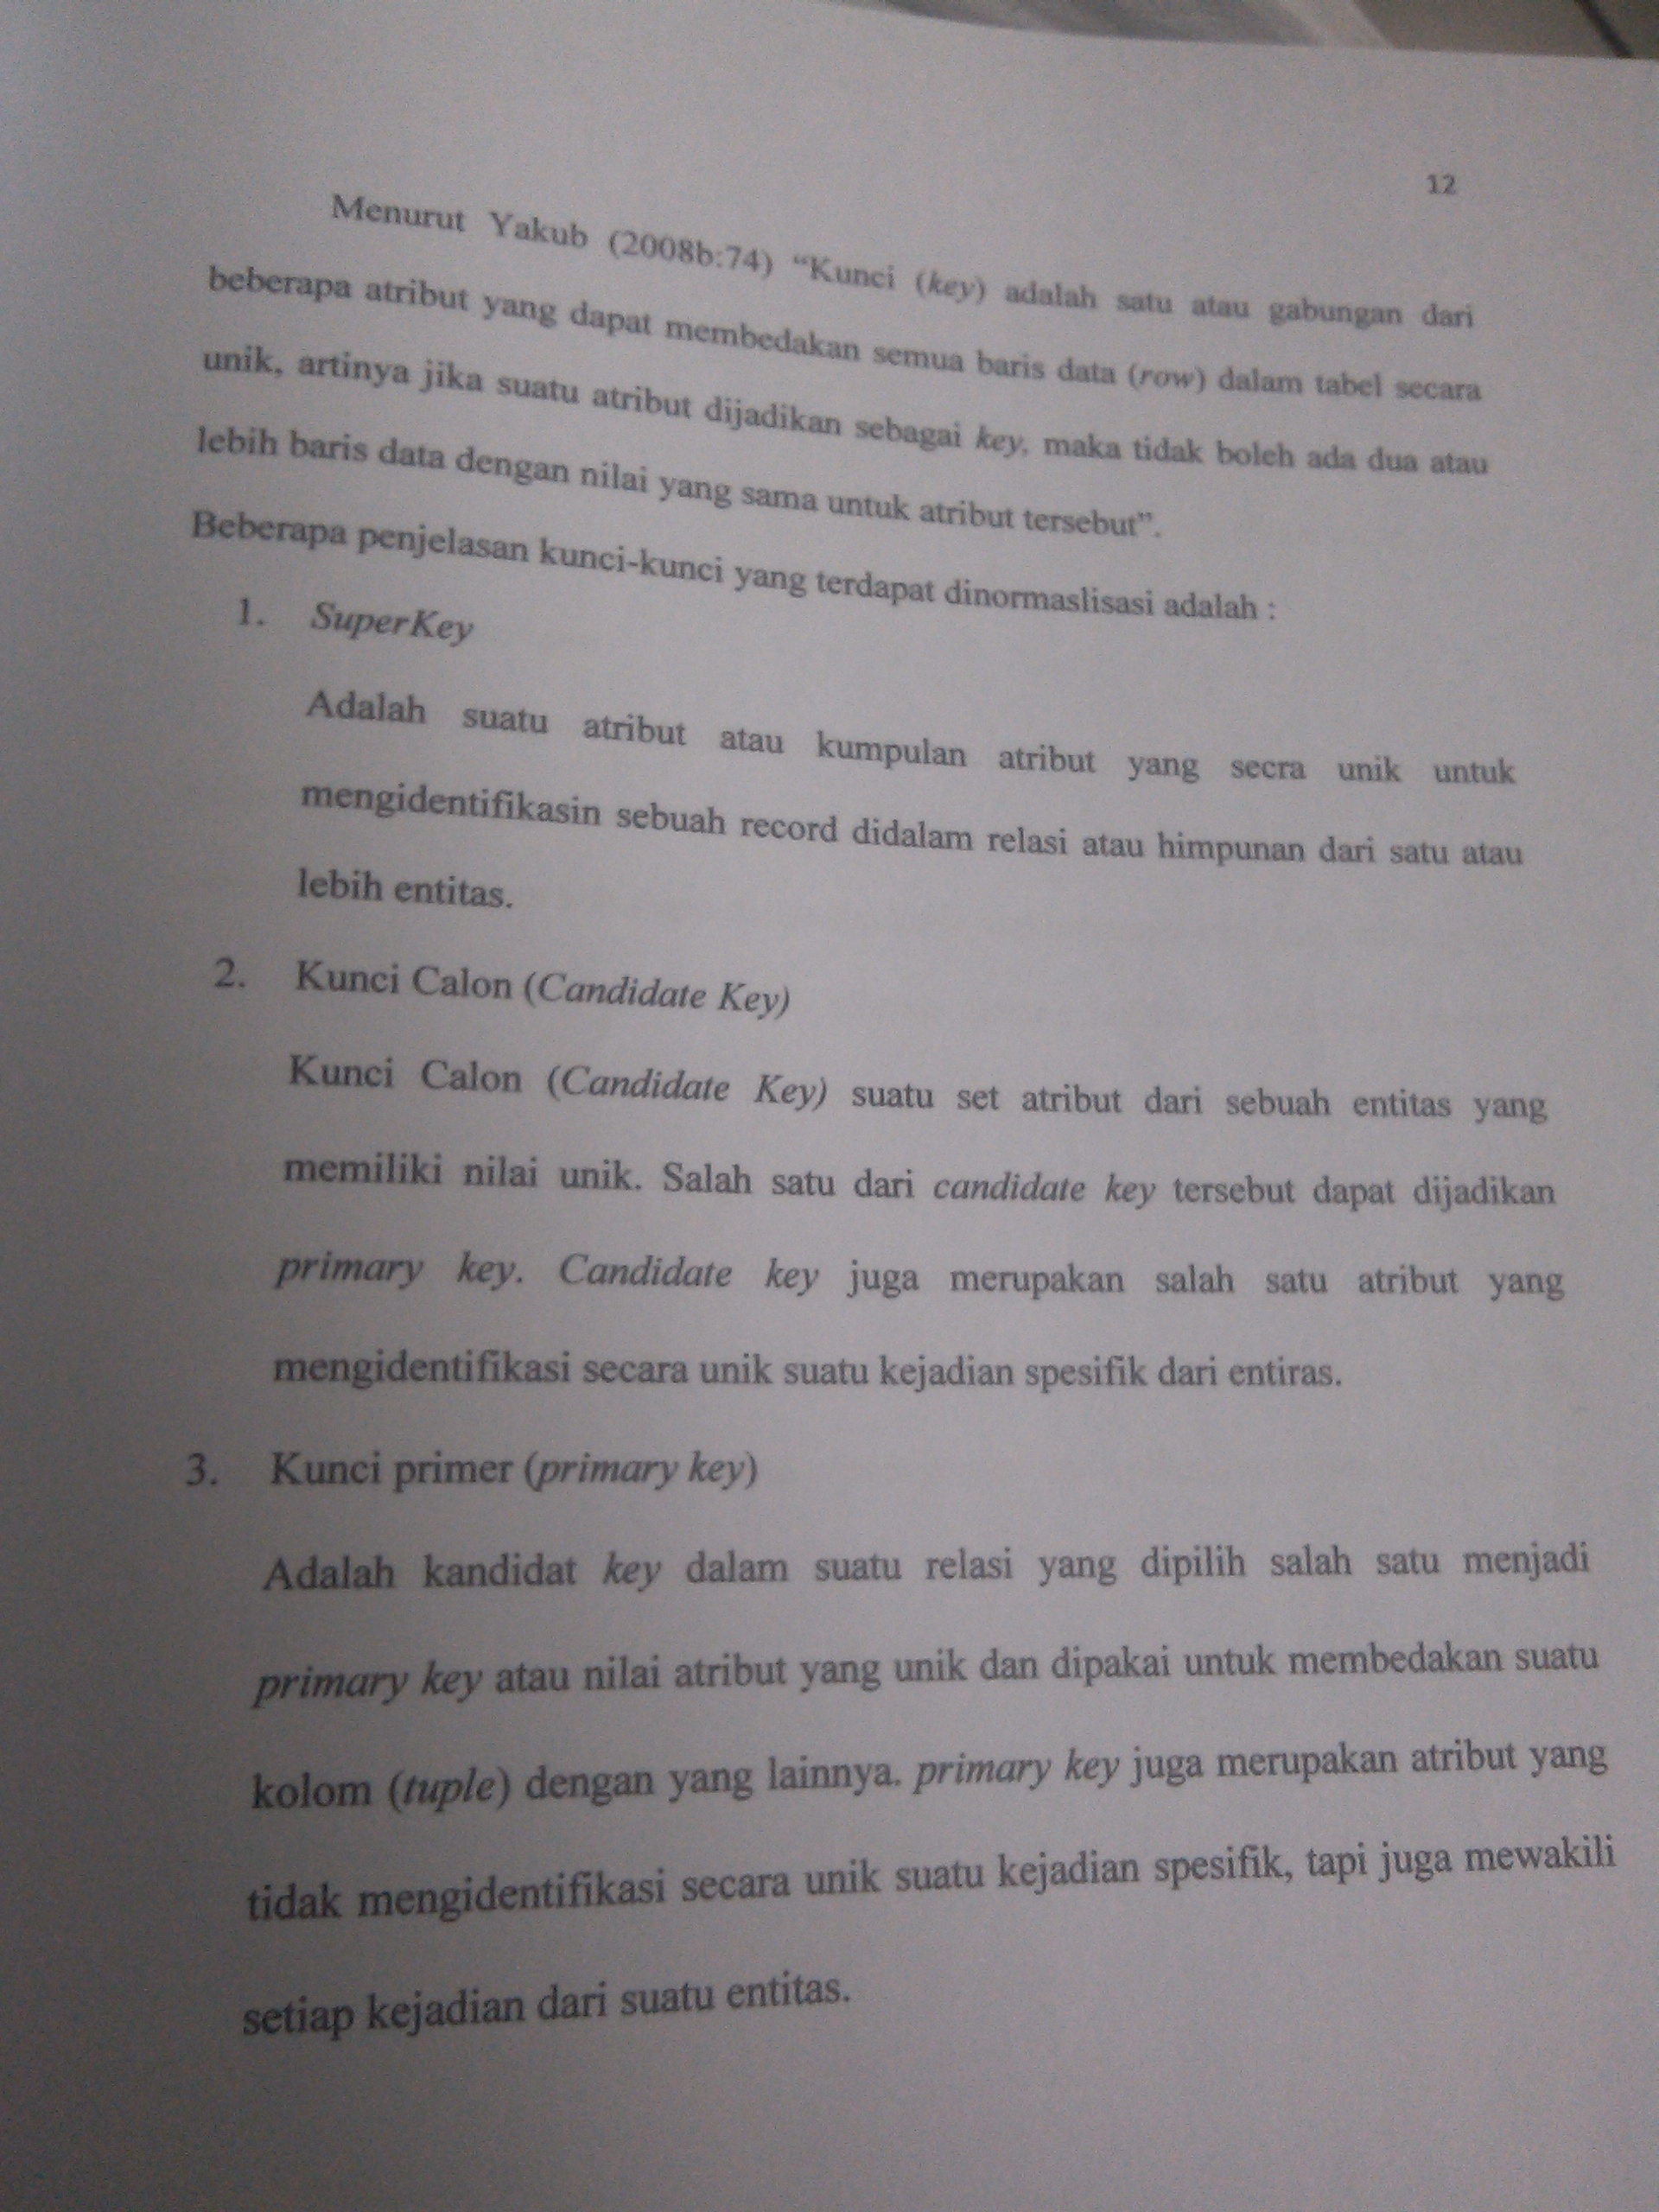 12
Menurut Yakub (2008b:74) “Kunci (key) adalah satu atau gabungan dari
beberapa atribut yang dapat membedakan semua baris data (row) dalam tabel secara
unik, artinya jika suatu atribut dijadikan sebagai key, maka tidak boleh ada dua atau
lebih baris data dengan nilai yang sama untuk atribut tersebut”.
Beberapa penjelasan kunci-kunci yang terdapat dinormaslisasi adalah :
1. SuperKey
Adalah suatu atribut atau kumpulan atribut yang secra unik untuk
mengidentifikasin sebuah record didalam relasi atau himpunan dari satu atau
lebih entitas.
2. Kunci Calon (Candidate Key)
Kunci Calon (Candidate Key) suatu set atribut dari sebuah entitas yang
memiliki nilai unik. Salah satu dari candidate key tersebut dapat dijadikan
primary key. Candidate key juga merupakan salah satu atribut yang
mengidentifikasi secara unik suatu kejadian spesifik dari entiras.
3. Kunci primer (primary key)
Adalah kandidat key dalam suatu relasi yang dipilih salah satu menjadi
primary key atau nilai atribut yang unik dan dipakai untuk membedakan suatu
kolom (tuple) dengan yang lainnya. primary key juga merupakan atribut yang
tidak mengidentifikasi secara unik suatu kejadian spesifik, tapi juga mewakili
setiap kejadian dari suatu entitas.